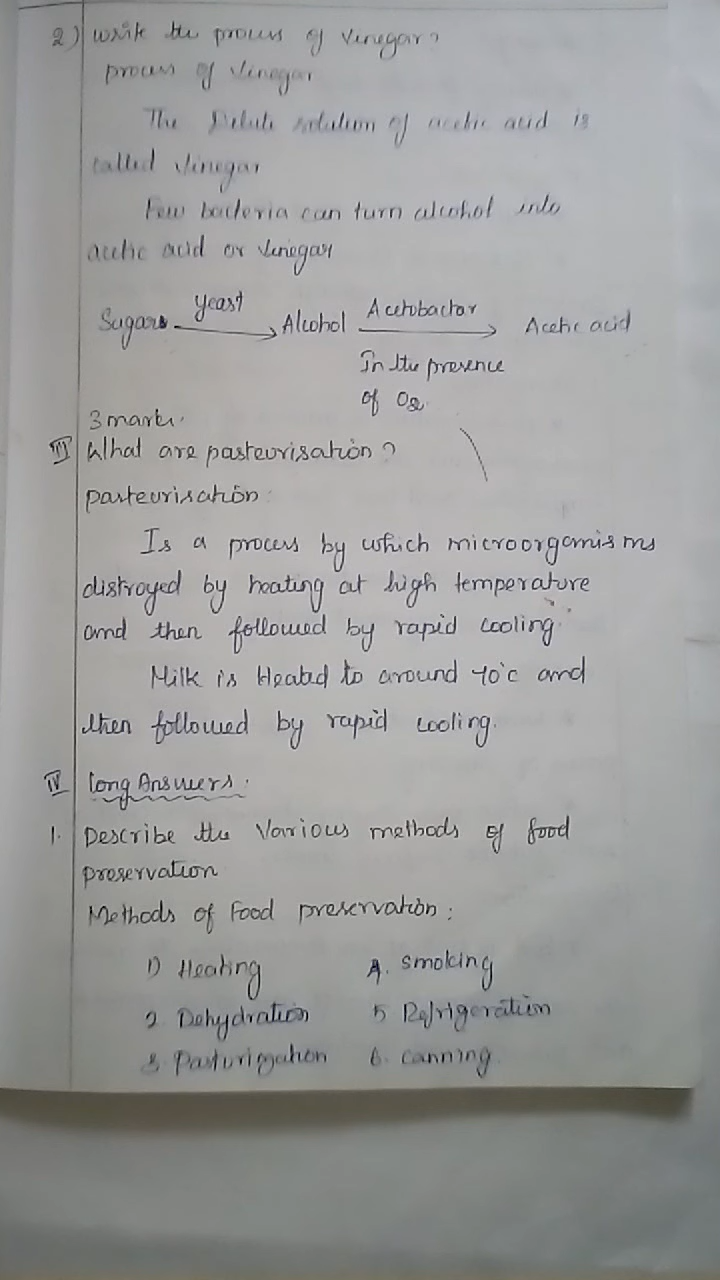 2) Write the process of Vinegar?
process of Vinegar
The Delute solution of acetic acid is
called Vinegar
Few bacteria can turn alcohol into
acetic acid or Vinegar
Sugars yeast → Alcohol Acetobactor → Acetic acid
In the presence
of O2.
3 marks.
III What are pasteurisation?
pasteurisation:
Is a process by which microorgamisms
distroyed by heating at high temperature
and then followed by rapid cooling.
Milk is Heated to around 70°c and
then followed by rapid cooling.
IV Long Answers.
1. Describe the Various methods of food
preservation
Methods of Food preservation:
1) Heating 4. smoking
2 Dehydration 5 Refrigeration
3 Pasturization 6. canning